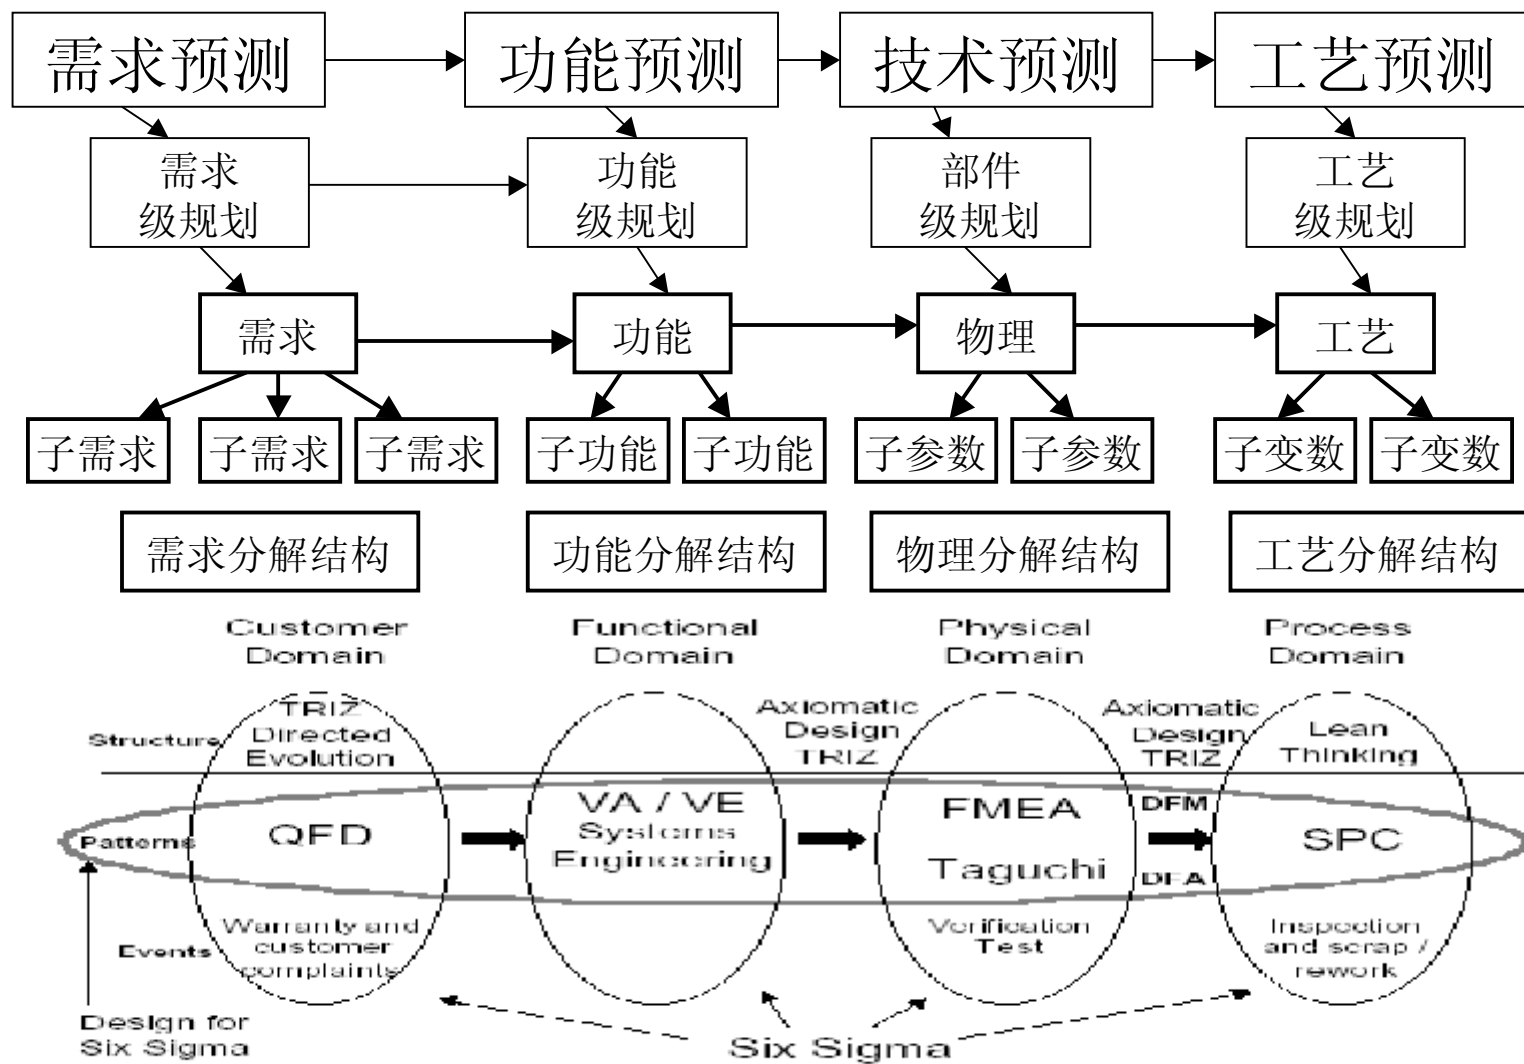 需求预测
功能预测
技术预测
工艺预测
需求
级规划
功能
级规划
部件
级规划
工艺
级规划
需求
功能
物理
工艺
子需求
子需求
子需求
子功能
子功能
子参数
子参数
子变数
子变数
需求分解结构
功能分解结构
物理分解结构
工艺分解结构
Customer
Domain
Functional
Domain
Physical
Domain
Process
Domain
Structure
TRIZ
Directed
Evolution
Axiomatic
Design
TRIZ
Axiomatic
Design
TRIZ
Lean
Thinking
Patterns
QFD
VA / VE
Systems
Engineering
FMEA
Taguchi
DFM
DFA
SPC
Events
Warranty and
customer
complaints
Verification
Test
Inspection
and scrap /
rework
Design for
Six Sigma
Six Sigma